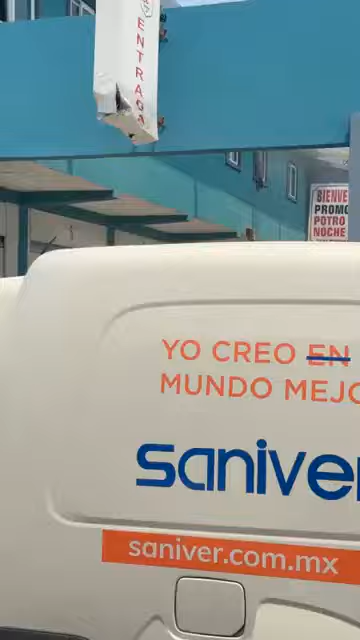 ENTRADA
BIENVE
PROMO
POTRO
NOCHE
YO CREO EN
MUNDO MEJO
saniver
saniver.com.mx